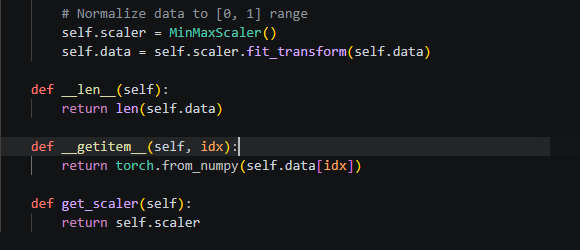 # Normalize data to [0, 1] range
self.scaler = MinMaxScaler()
self.data = self.scaler.fit_transform(self.data)
def __len__(self):
return len(self.data)
def __getitem__(self, idx):
return torch.from_numpy(self.data[idx])
def get_scaler(self):
return self.scaler